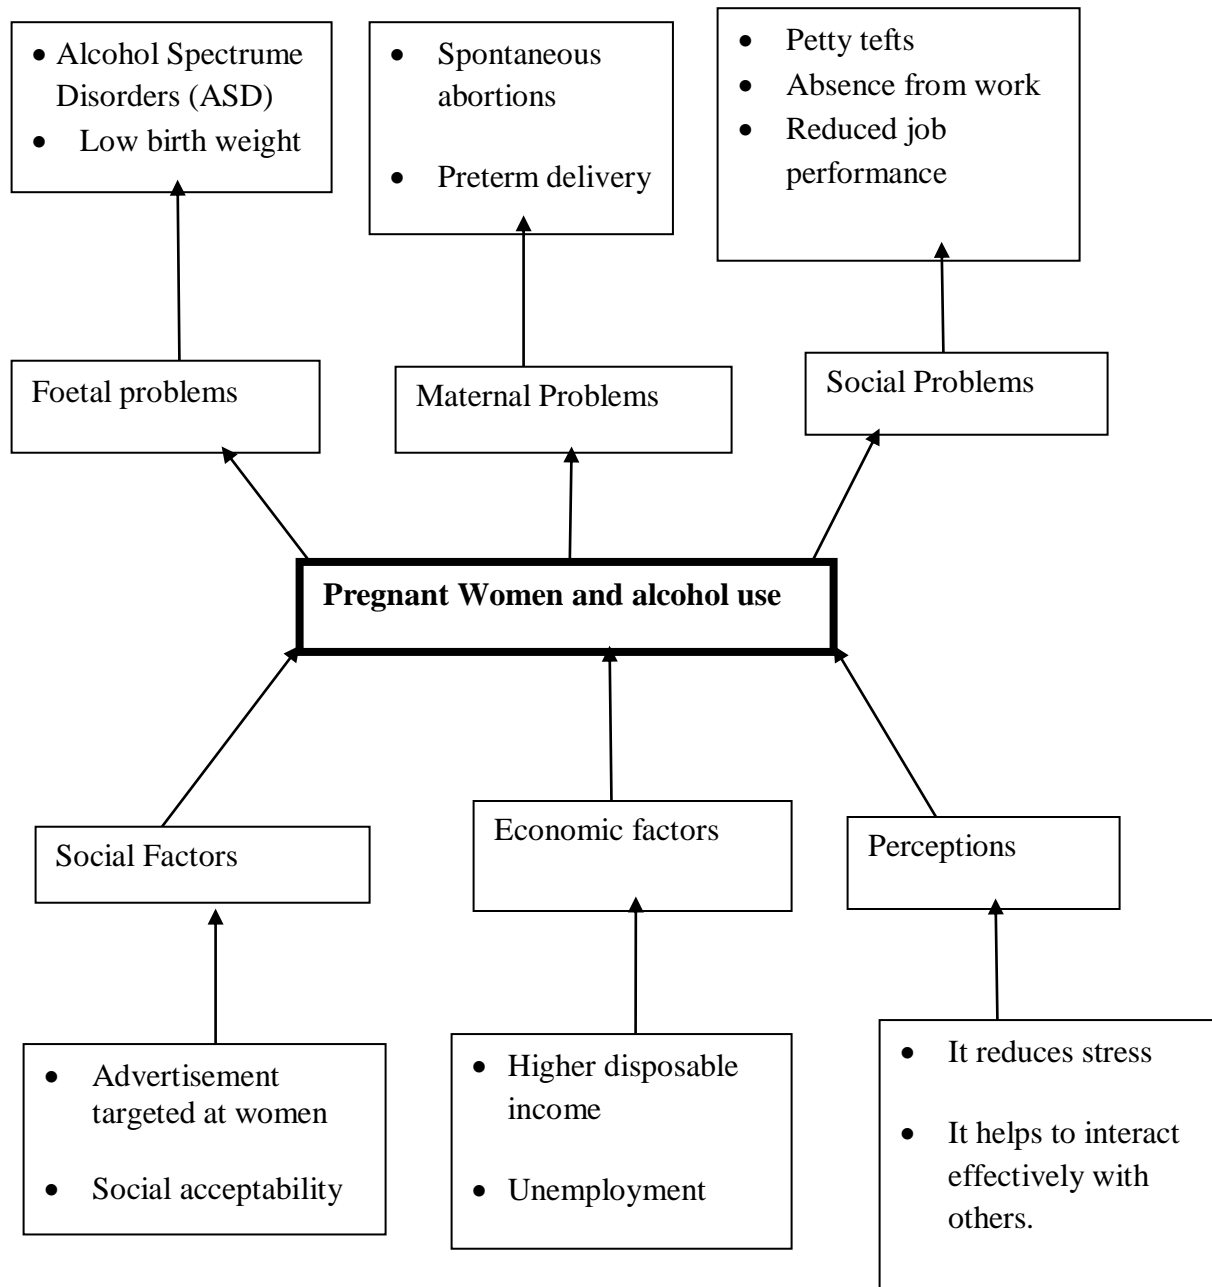 • Alcohol Spectrume
Disorders (ASD)
• Low birth weight
• Spontaneous
abortions
• Preterm delivery
• Petty tefts
• Absence from work
• Reduced job
performance
Foetal problems
Maternal Problems
Social Problems
Pregnant Women and alcohol use
Social Factors
Economic factors
Perceptions
• Advertisement
targeted at women
• Social acceptability
• Higher disposable
income
• Unemployment
• It reduces stress
• It helps to interact
effectively with
others.